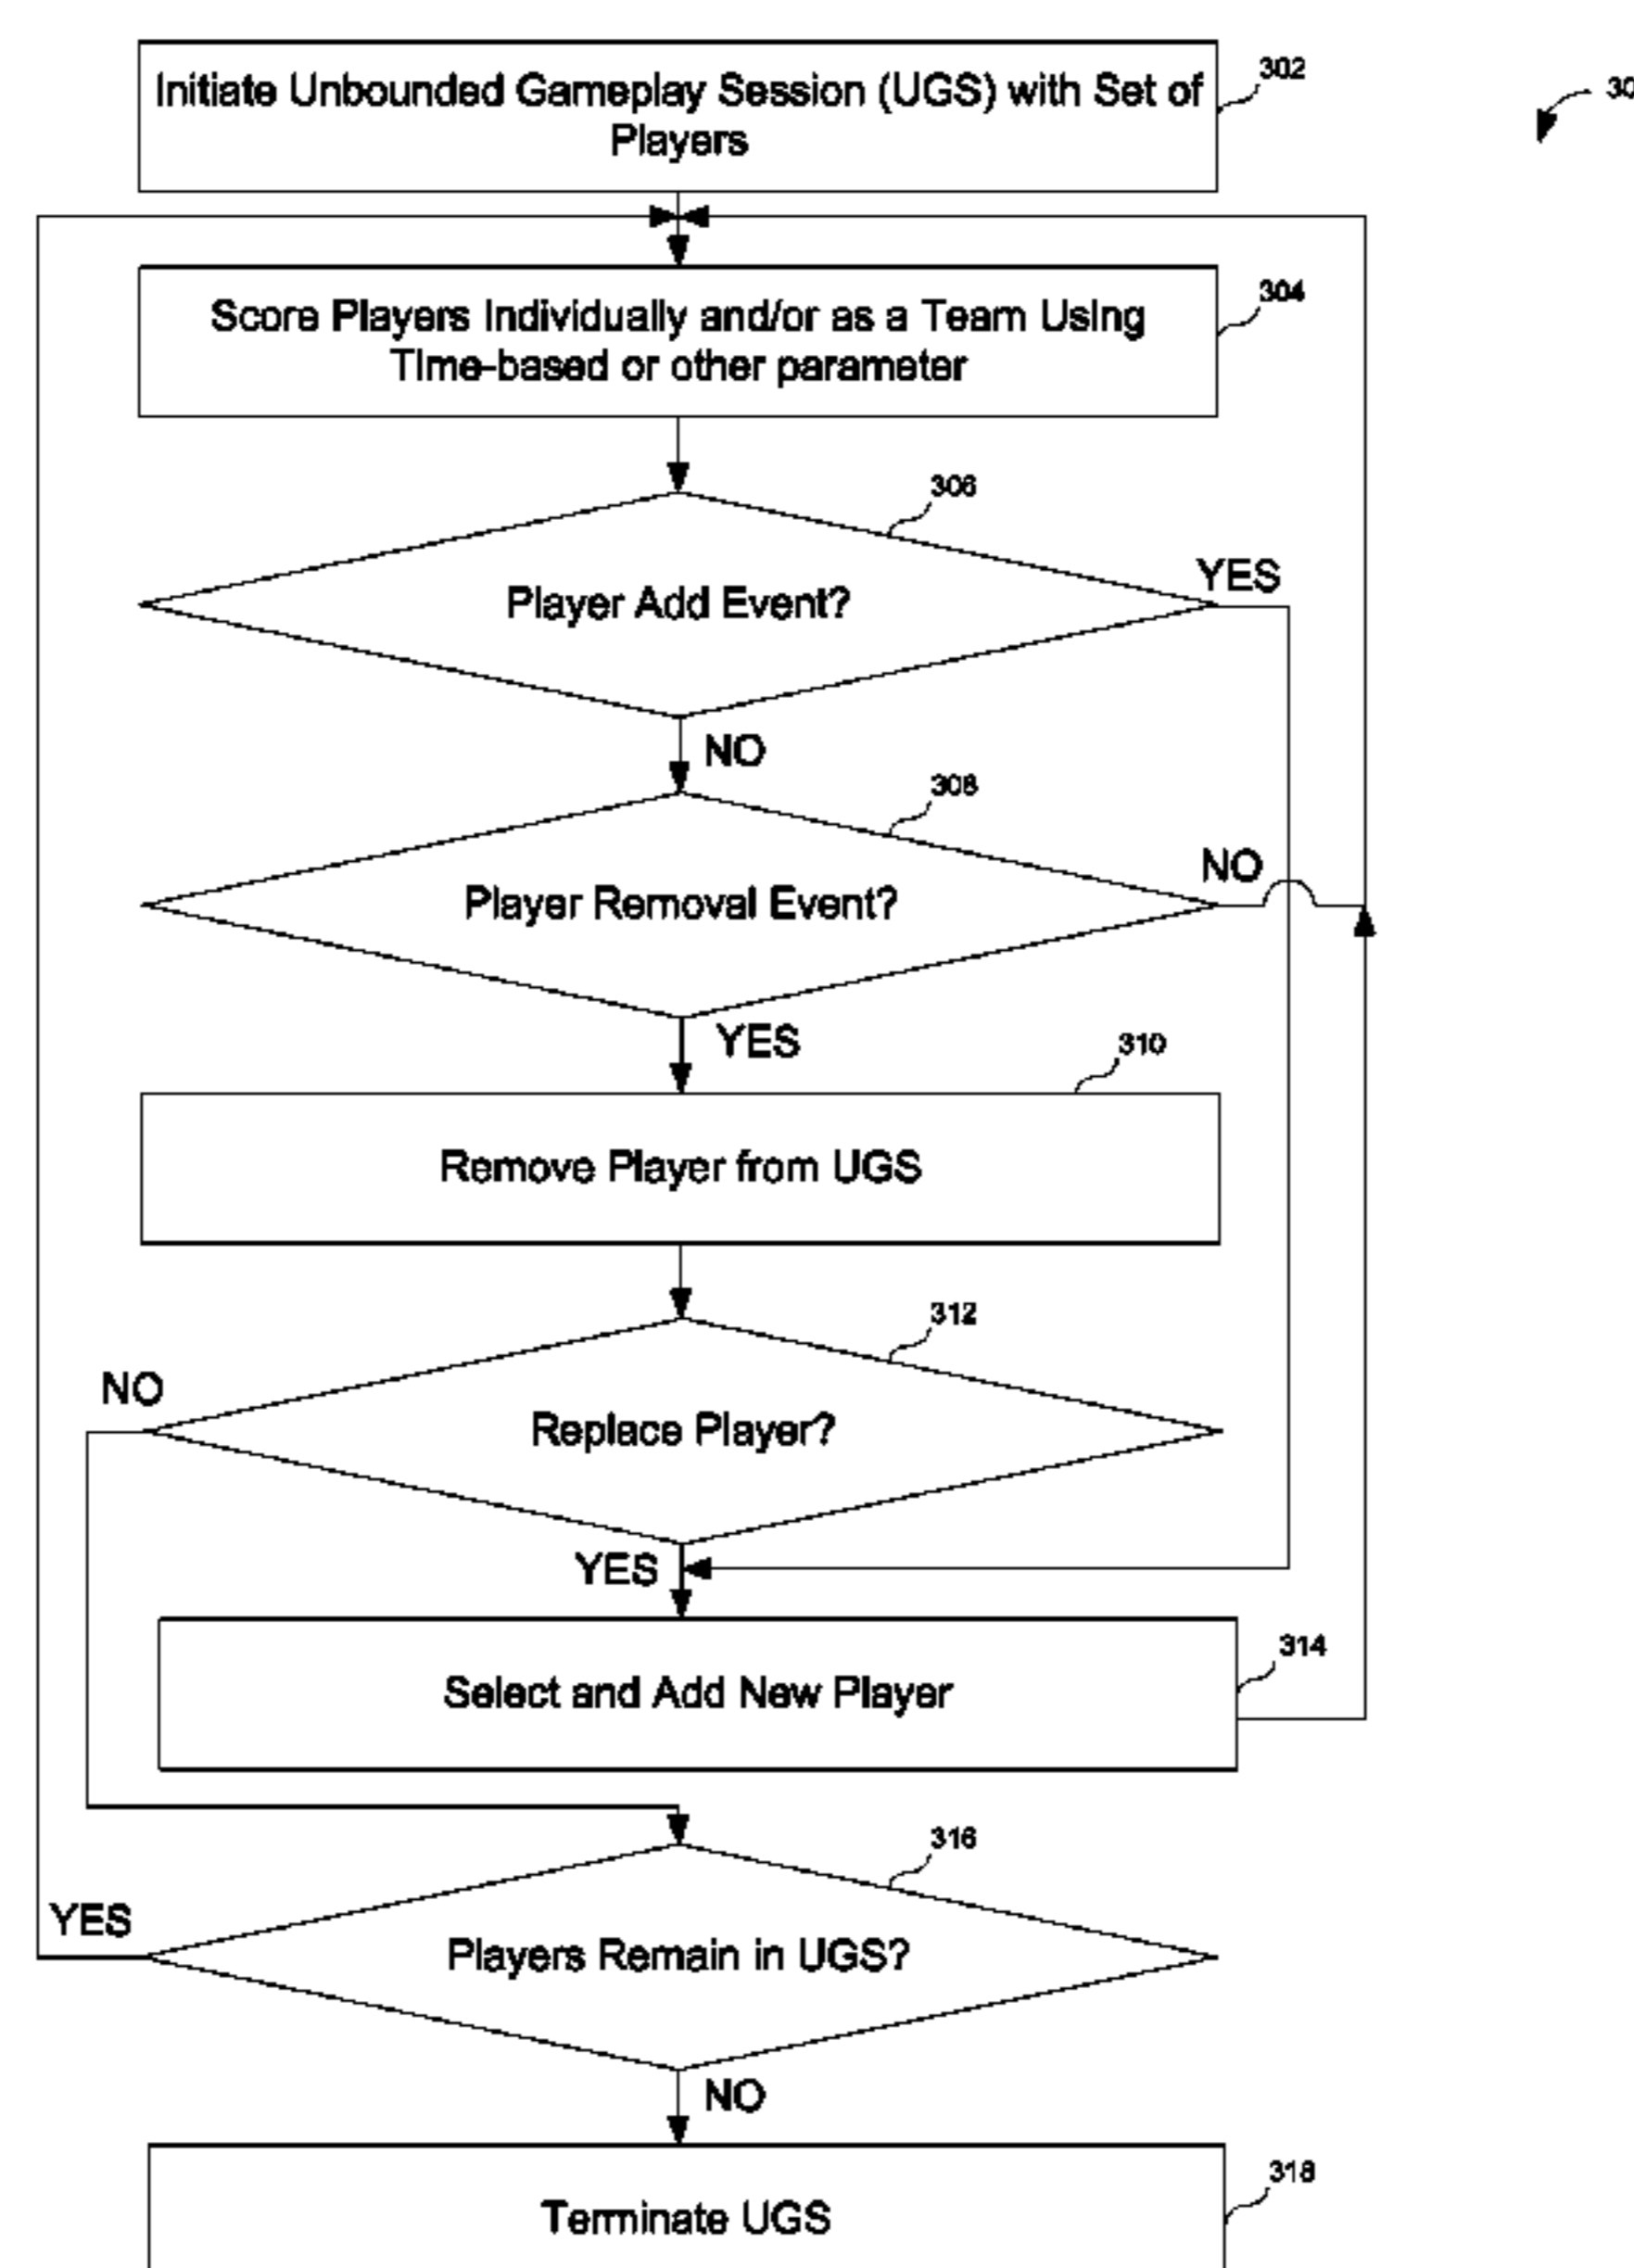 Initiate Unbounded Gameplay Session (UGS) with Set of
Players
302
30
Score Players Individually and/or as a Team Using
Time-based or other parameter
304
306
Player Add Event?
YES
NO
308
Player Removal Event?
NO
YES
310
Remove Player from UGS
312
NO
Replace Player?
YES
314
Select and Add New Player
316
YES
Players Remain in UGS?
NO
318
Terminate UGS